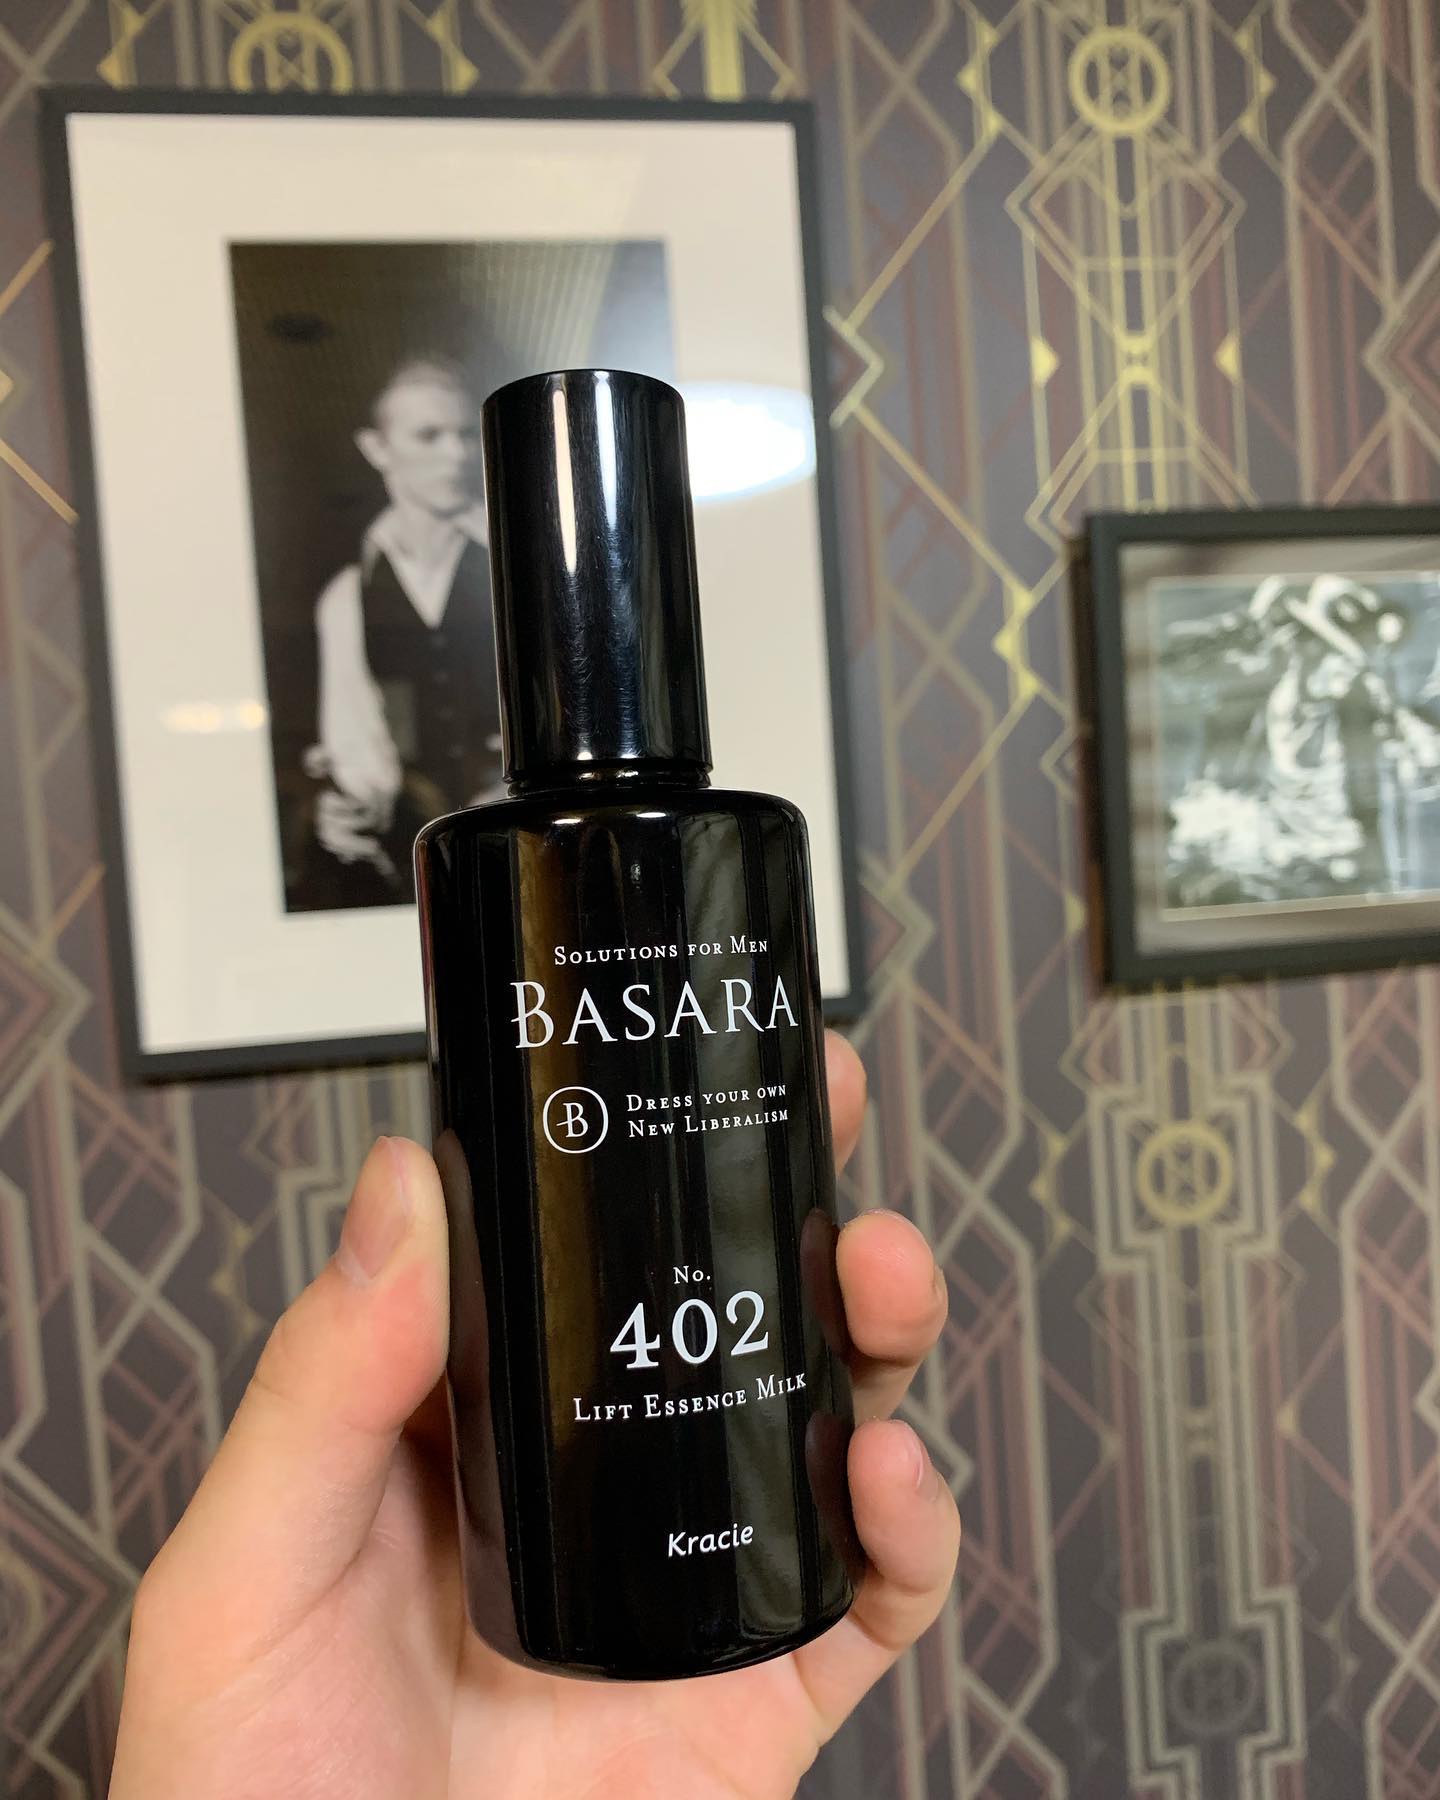 SOLUTIONS FOR MEN
BASARA
B
DRESS YOUR OWN
NEW LIBERALISM
No.
402
LIFT ESSENCE MILK
Kracie